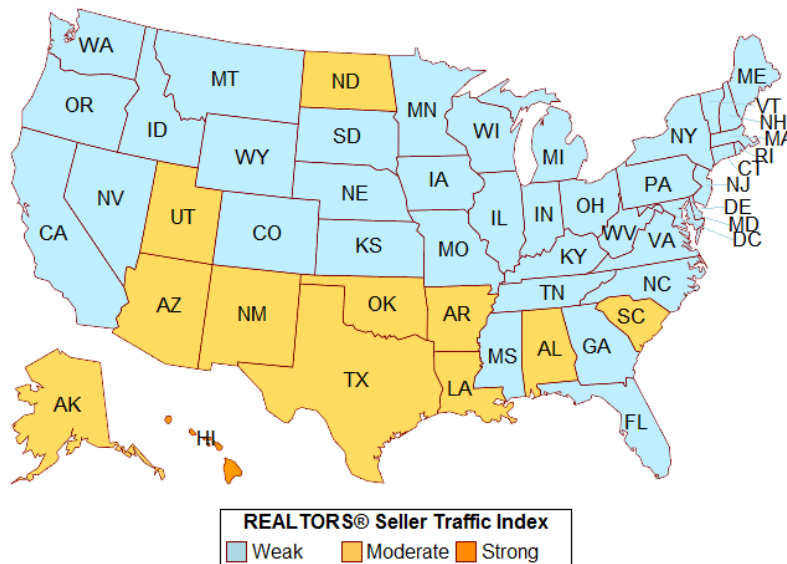 WA
MT
ND
MN
ME
VT
NH
MA
RI
CT
NY
OR
ID
SD
WI
MI
WY
IA
PA
NJ
NE
OH
DE
MD
DC
NV
UT
CO
IL
IN
WV
VA
CA
KS
MO
KY
AZ
NM
OK
AR
TN
NC
SC
MS
AL
GA
TX
LA
FL
AK
HI
REALTORS® Seller Traffic Index
Weak Moderate Strong